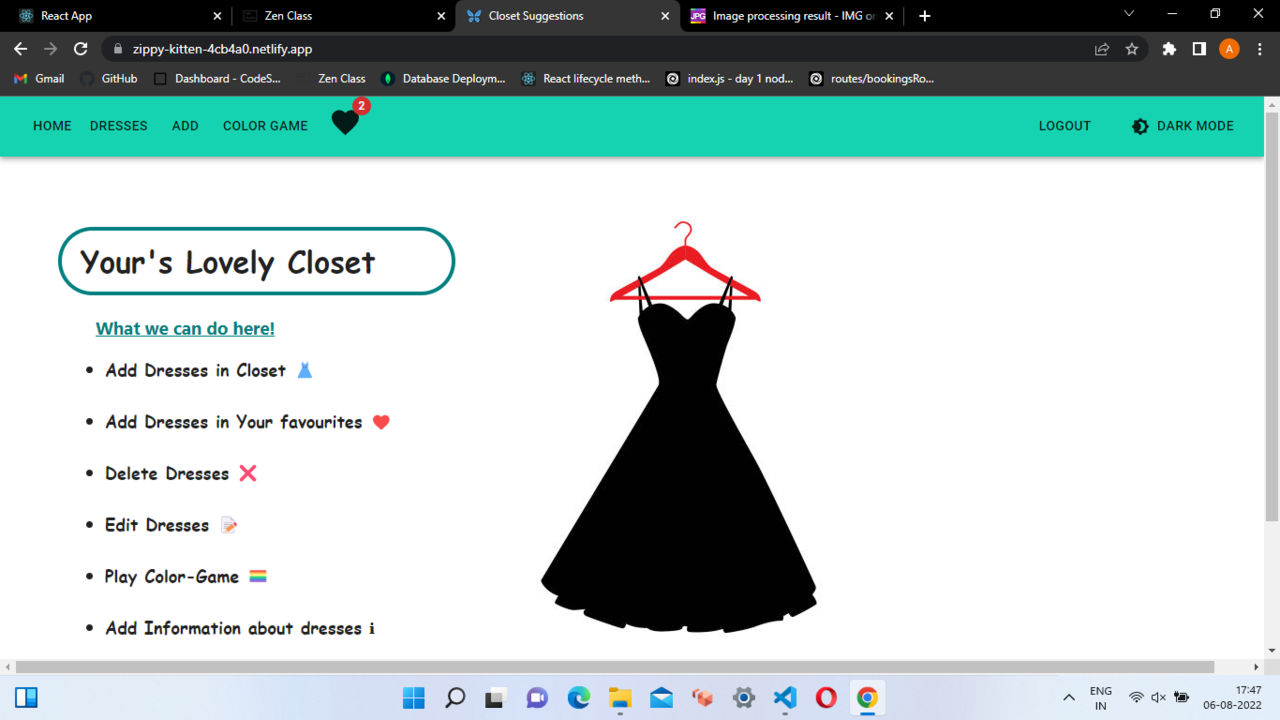 React App
Zen Class
Closet Suggestions
JPG
Image processing result - IMG on
zippy-kitten-4cb4a0.netlify.app
A
Gmail
GitHub
Dashboard - CodeS...
Zen Class
Database Deploym...
React lifecycle meth...
index.js - day 1 nod...
routes/bookingsRo...
HOME
DRESSES
ADD
COLOR GAME
2
LOGOUT
DARK MODE
Your's Lovely Closet
What we can do here!
Add Dresses in Closet
Add Dresses in Your favourites
Delete Dresses
Edit Dresses
Play Color-Game
Add Information about dresses ℹ
ENG
IN
17:47
06-08-2022